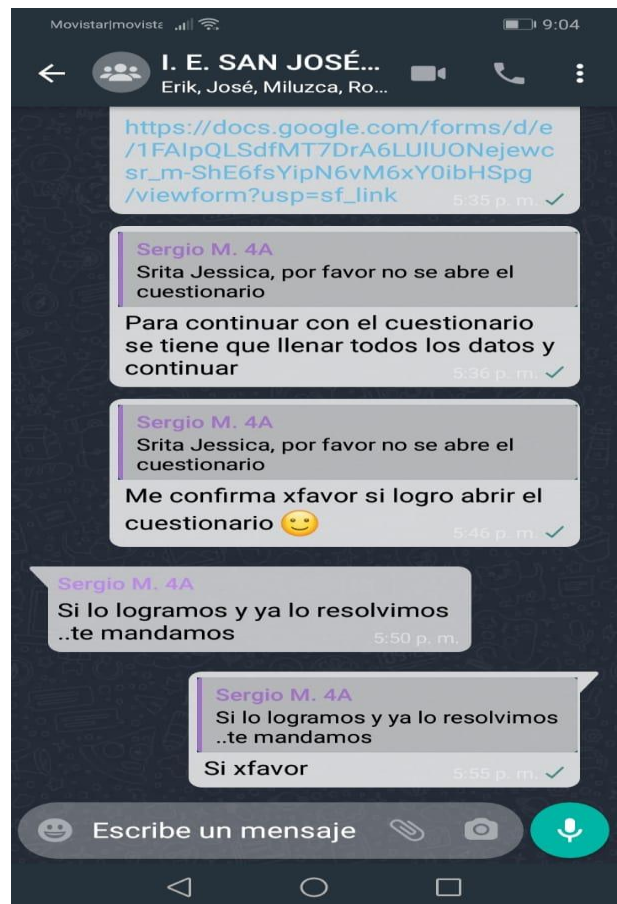 Movistar|movista 9:04
I. E. SAN JOSÉ...
Erik, José, Miluzca, Ro...
https://docs.google.com/forms/d/e
/1FAIpQLSdfMT7DrA6LUlUONejewc
sr_m-ShE6fsYipN6vM6xY0ibHSpg
/viewform?usp=sf_link 5:35 p. m.
Sergio M. 4A
Srita Jessica, por favor no se abre el
cuestionario
Para continuar con el cuestionario
se tiene que llenar todos los datos y
continuar 5:36 p. m.
Sergio M. 4A
Srita Jessica, por favor no se abre el
cuestionario
Me confirma xfavor si logro abrir el
cuestionario 5:46 p. m.
Sergio M. 4A
Si lo logramos y ya lo resolvimos
..te mandamos 5:50 p. m.
Sergio M. 4A
Si lo logramos y ya lo resolvimos
..te mandamos
Si xfavor 5:55 p. m.
Escribe un mensaje